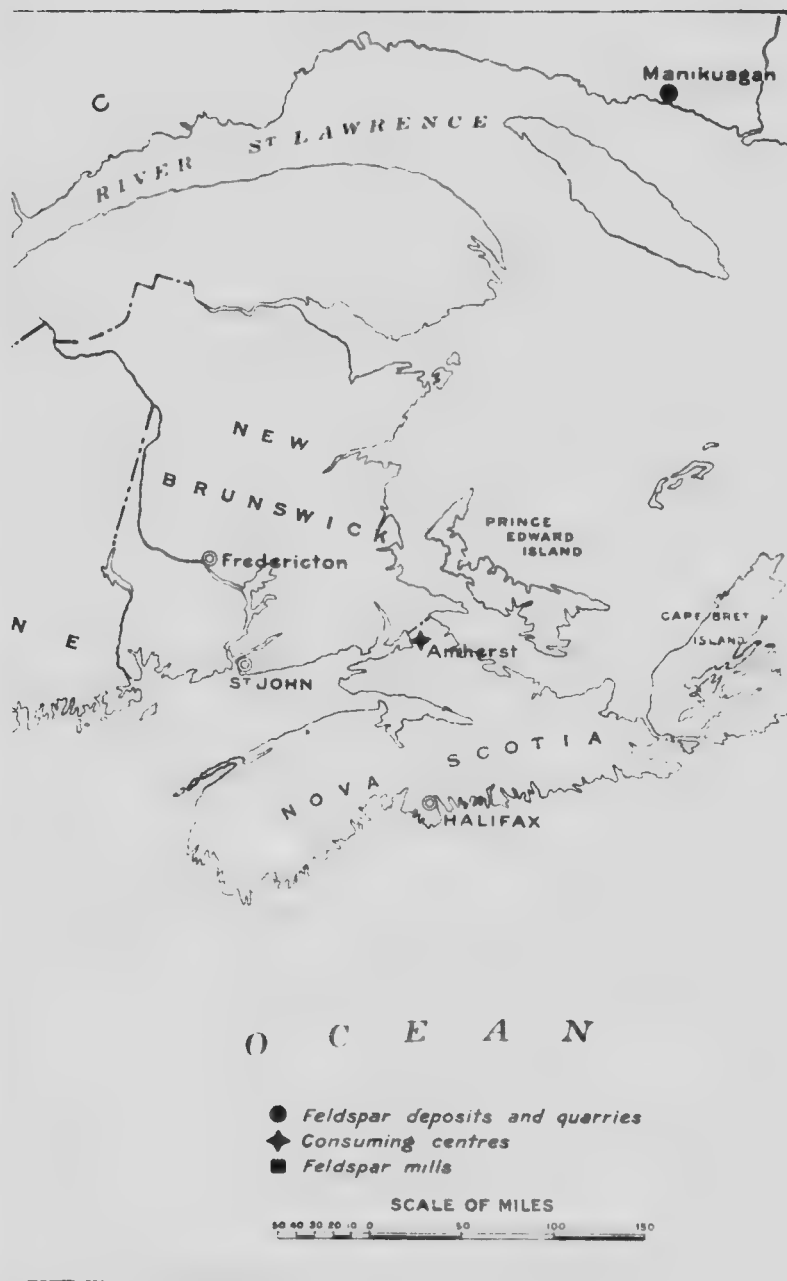 Manikuagan
C
RIVER ST LAWRENCE
NEW
BRUNSWICK
PRINCE
EDWARD
ISLAND
Fredericton
CAPE BRET
ISLAND
N E
Amherst
ST JOHN
NOVA SCOTIA
HALIFAX
OCEAN
Feldspar deposits and quarries
Consuming centres
Feldspar mills
SCALE OF MILES
50 40 30 20 10 0 50 100 150